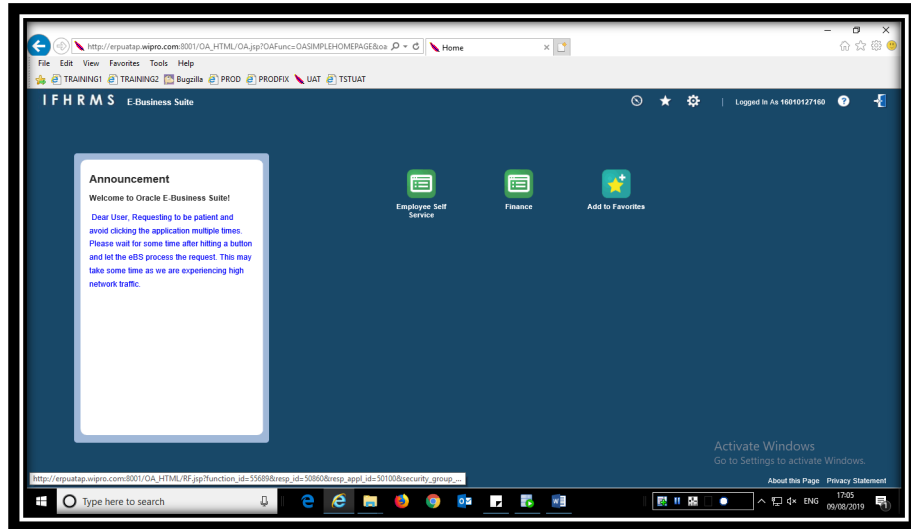 http://erpuatap.wipro.com:8001/OA_HTML/OA.jsp?OAFunc=OASIMPLEHOMEPAGE&oa
Home
File Edit View Favorites Tools Help
TRAINING1 TRAINING2 Bugzilla PROD PRODFIX UAT TSTUAT
IFHRMS E-Business Suite
Logged In As 16010127160
Announcement
Welcome to Oracle E-Business Suite!
Dear User, Requesting to be patient and
avoid clicking the application multiple times.
Please wait for some time after hitting a button
and let the eBS process the request. This may
take some time as we are experiencing high
network traffic.
Employee Self
Service
Finance
Add to Favorites
Activate Windows
Go to Settings to activate Windows.
http://erpuatap.wipro.com:8001/OA_HTML/RF.jsp?function_id=55689&resp_id=50860&resp_appl_id=50100&security_group_...
About this Page Privacy Statement
Type here to search
ENG
17:05
09/08/2019